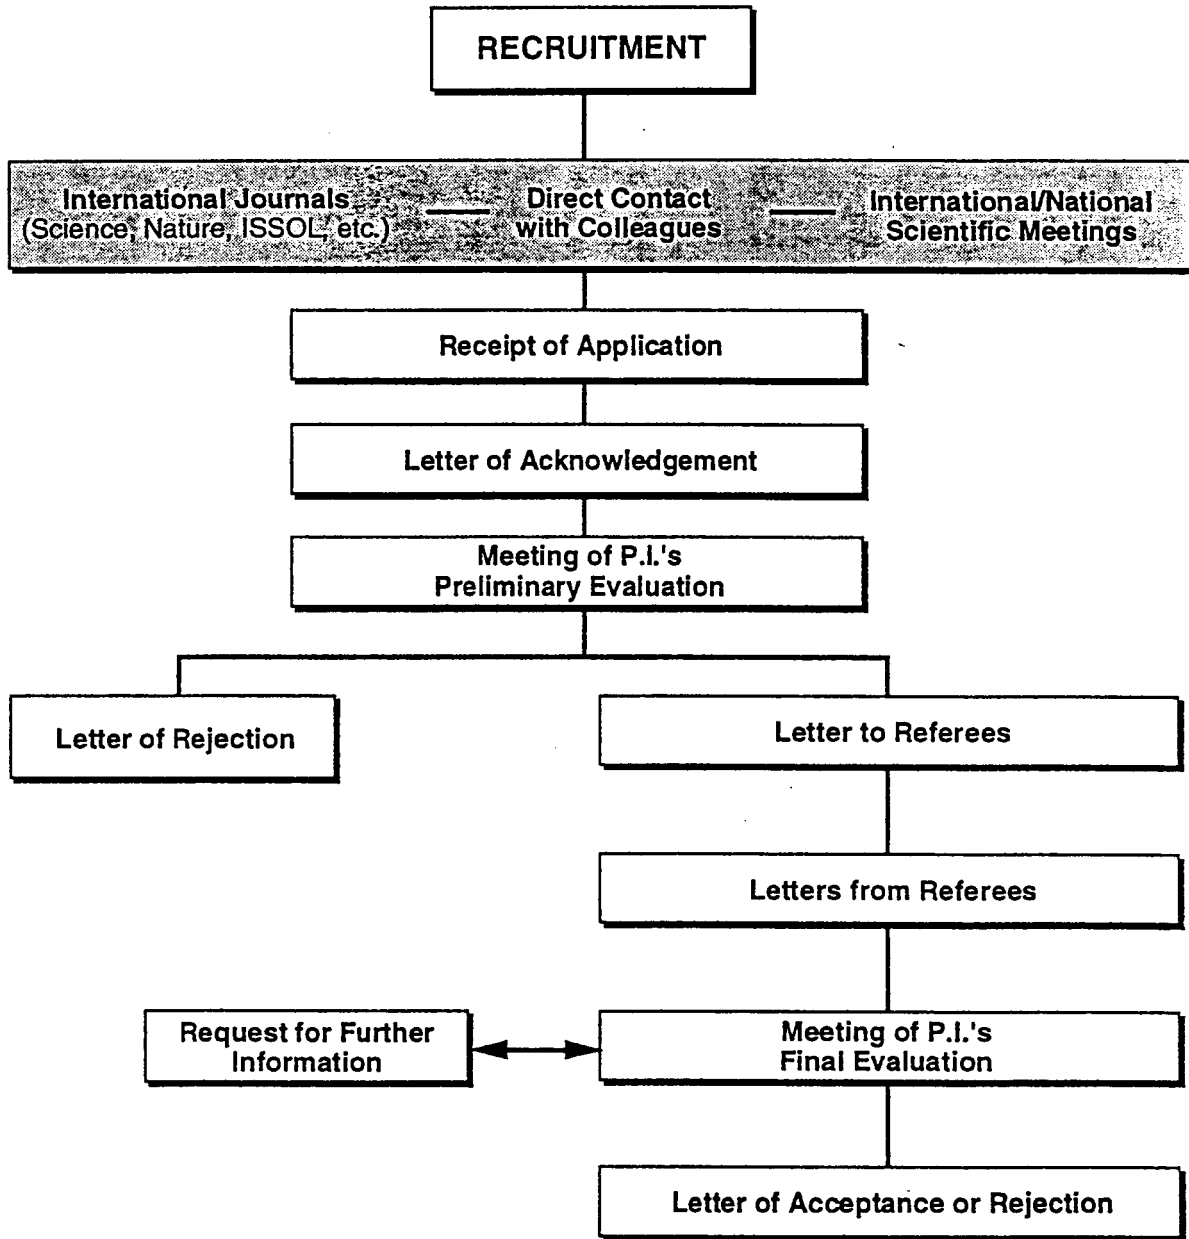 RECRUITMENT
International Journals
(Science, Nature, ISSOL, etc.)
Direct Contact
with Colleagues
International/National
Scientific Meetings
Receipt of Application
Letter of Acknowledgement
Meeting of P.I.'s
Preliminary Evaluation
Letter of Rejection
Letter to Referees
Letters from Referees
Request for Further
Information
Meeting of P.I.'s
Final Evaluation
Letter of Acceptance or Rejection